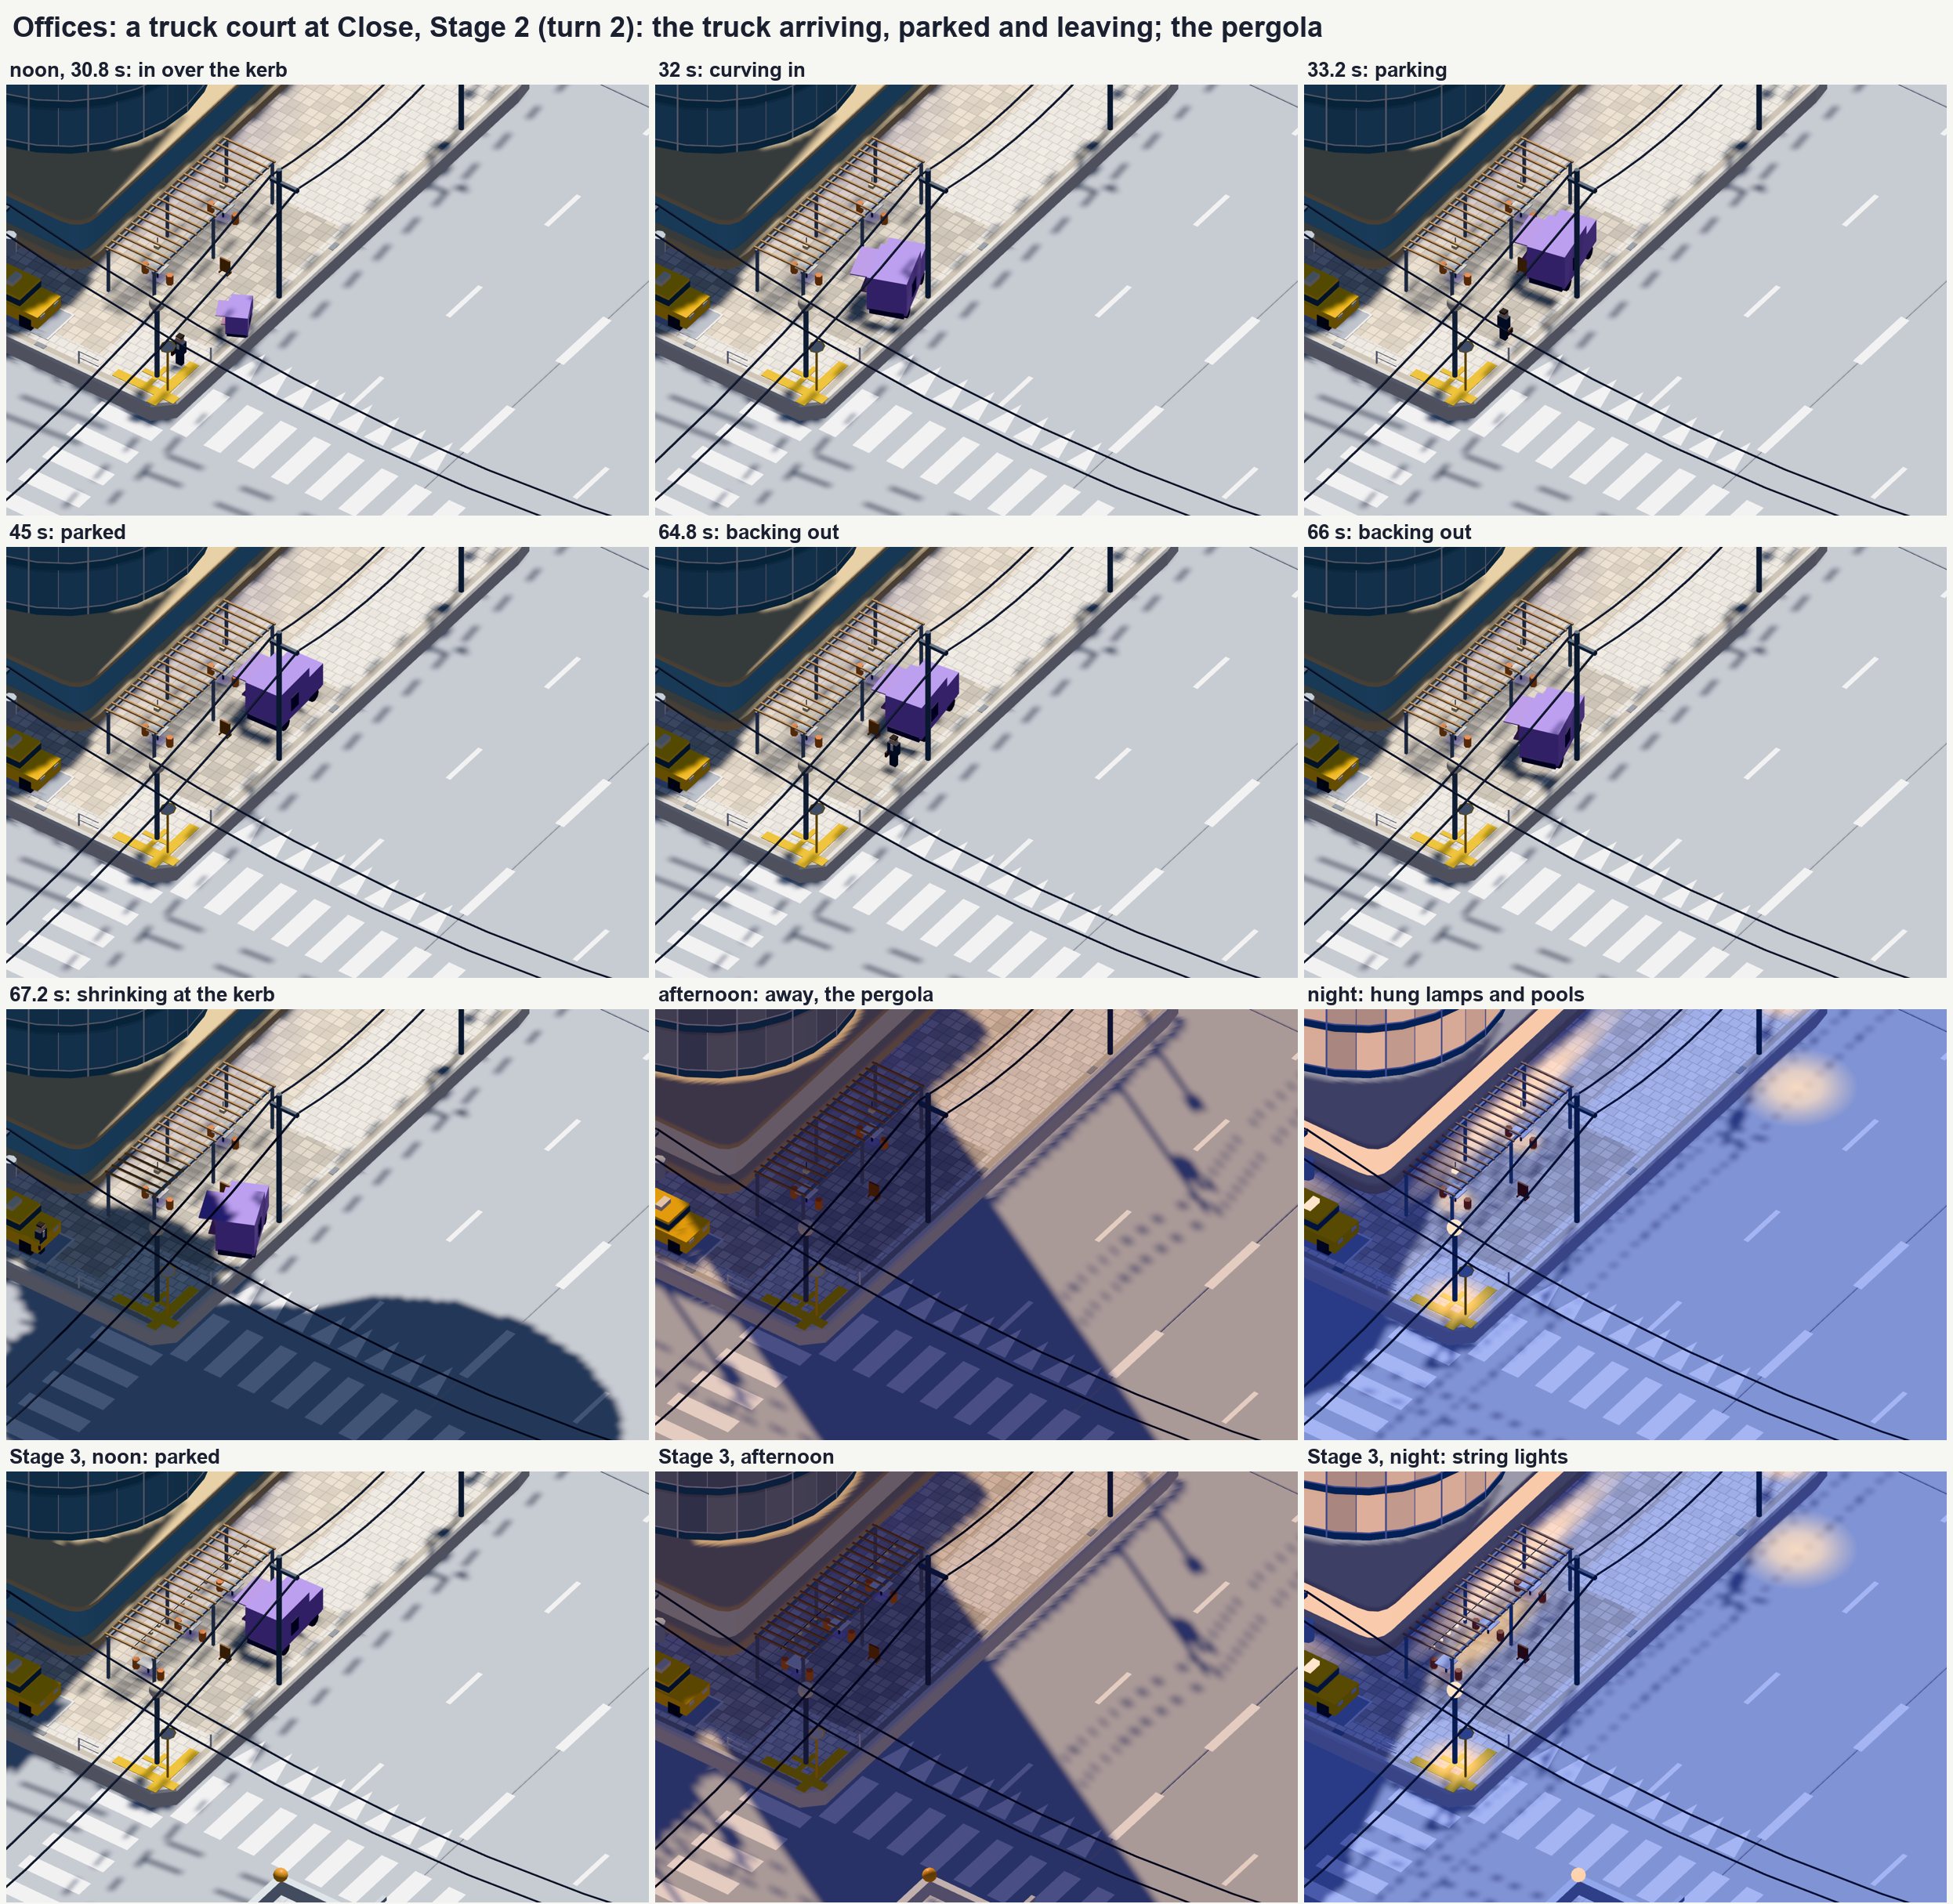 Offices: a truck court at Close, Stage 2 (turn 2): the truck arriving, parked and leaving; the pergola
noon, 30.8 s: in over the kerb
32 s: curving in
33.2 s: parking
45 s: parked
64.8 s: backing out
66 s: backing out
67.2 s: shrinking at the kerb
afternoon: away, the pergola
night: hung lamps and pools
Stage 3, noon: parked
Stage 3, afternoon
Stage 3, night: string lights